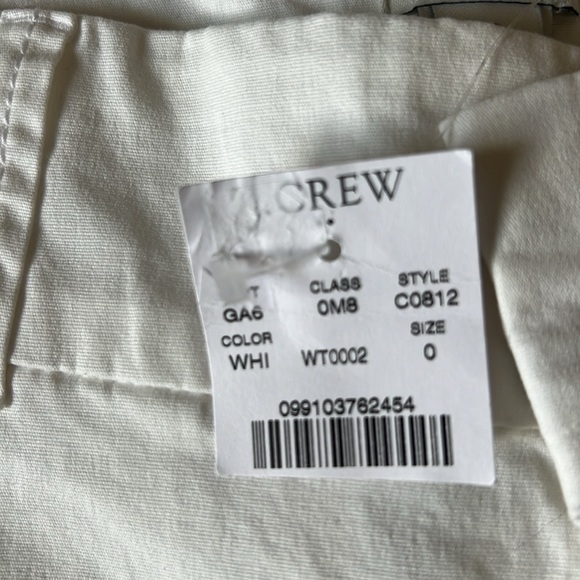 J.CREW
CLASS STYLE
GA6 0M8 C0812
COLOR SIZE
WHI WT0002 0
099103762454